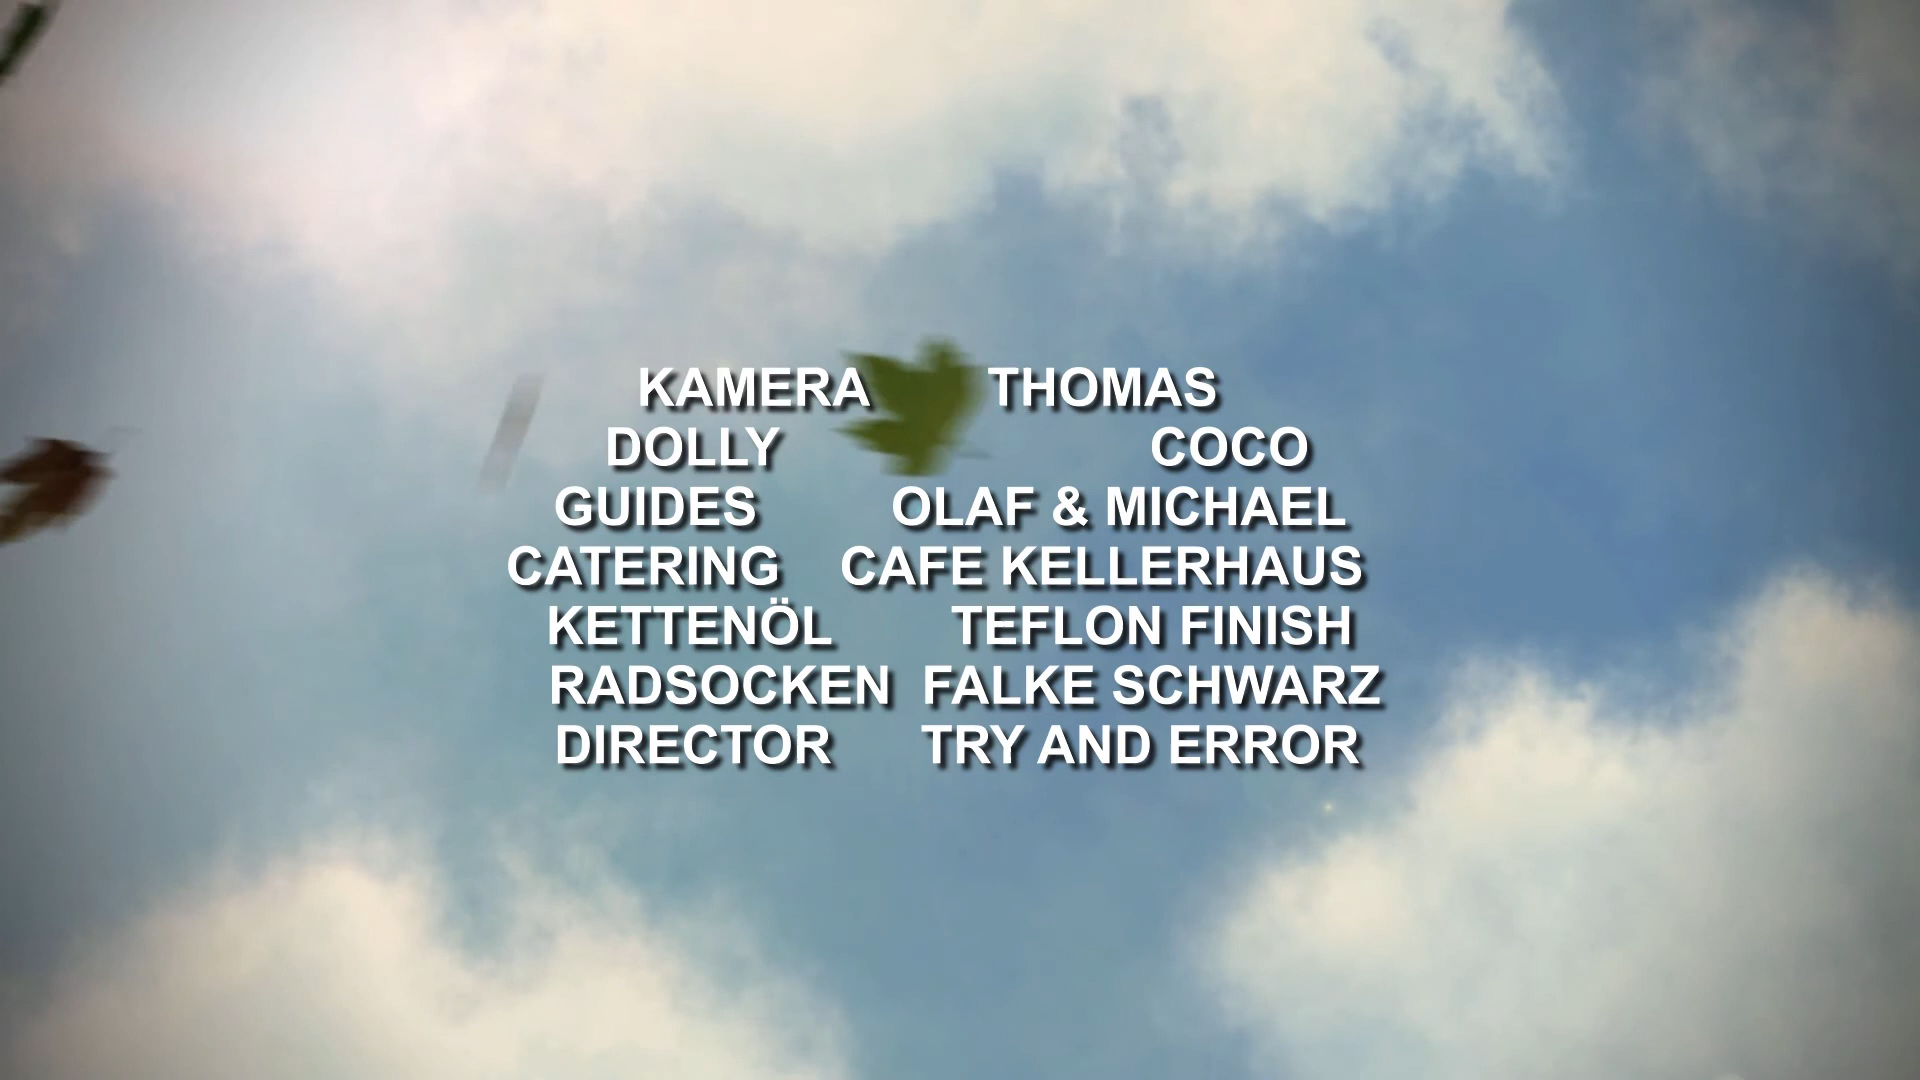 KAMERA THOMAS
DOLLY COCO
GUIDES OLAF & MICHAEL
CATERING CAFE KELLERHAUS
KETTENÖL TEFLON FINISH
RADSOCKEN FALKE SCHWARZ
DIRECTOR TRY AND ERROR